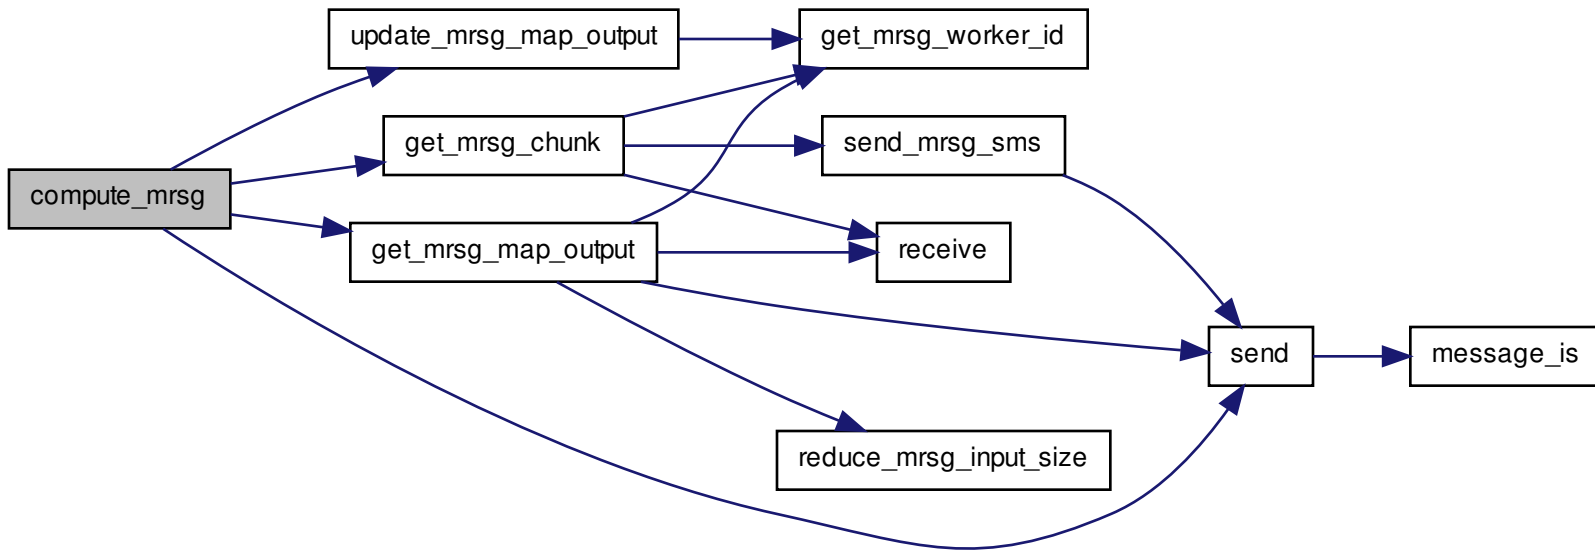 update_mrsg_map_output
get_mrsg_worker_id
get_mrsg_chunk
send_mrsg_sms
compute_mrsg
get_mrsg_map_output
receive
send
message_is
reduce_mrsg_input_size